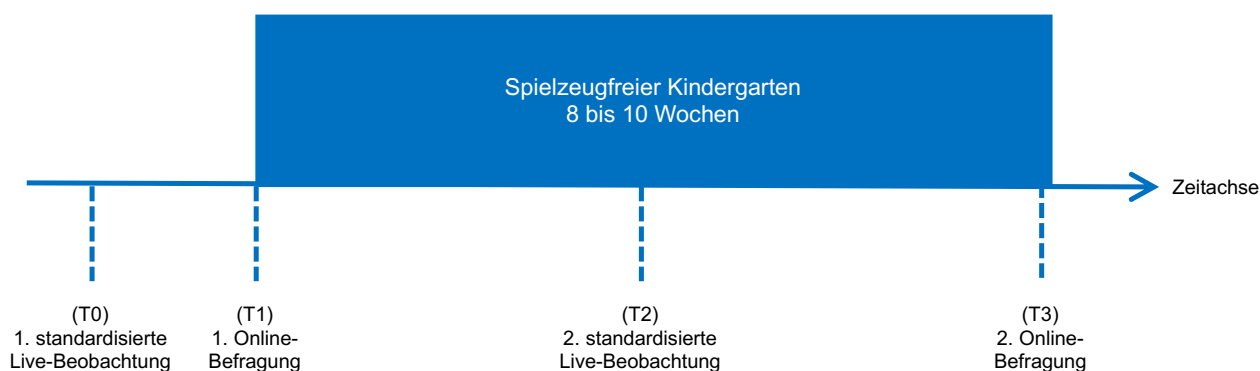 Spielzeugfreier Kindergarten
8 bis 10 Wochen
Zeitachse
(T0)
1. standardisierte
Live-Beobachtung
(T1)
1. Online-
Befragung
(T2)
2. standardisierte
Live-Beobachtung
(T3)
2. Online-
Befragung